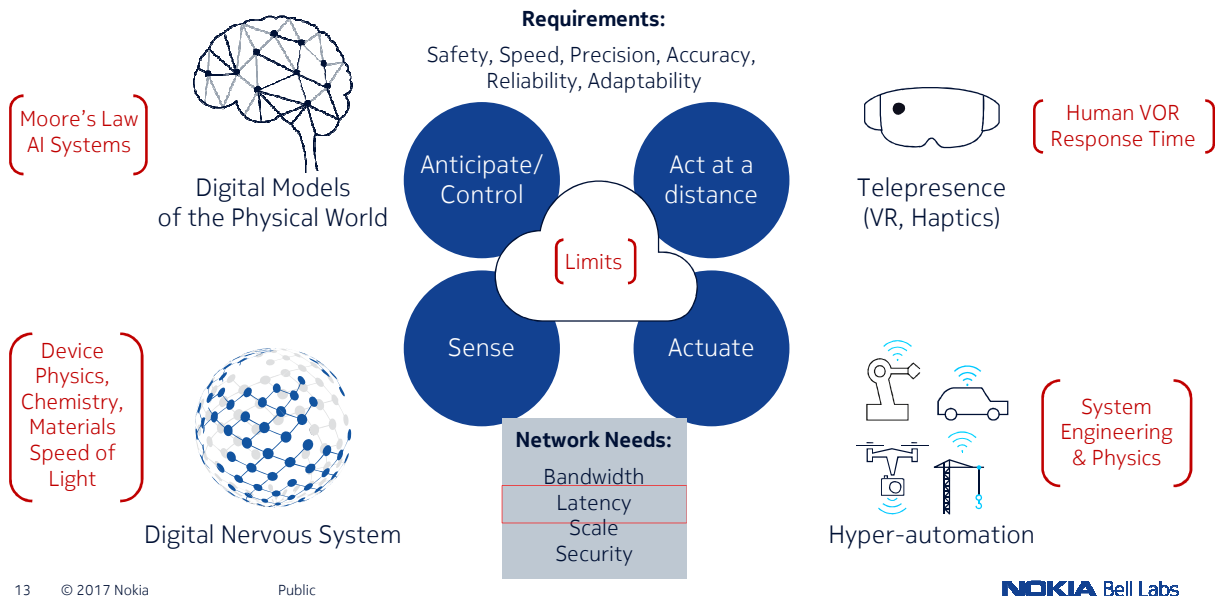 Requirements:
Safety, Speed, Precision, Accuracy,
Reliability, Adaptability
Moore's Law
AI Systems
Digital Models
of the Physical World
Anticipate/
Control
Act at a
distance
Telepresence
(VR, Haptics)
Human VOR
Response Time
Limits
Device
Physics,
Chemistry,
Materials
Speed of
Light
Digital Nervous System
Sense
Actuate
Network Needs:
Bandwidth
Latency
Scale
Security
Hyper-automation
System
Engineering
& Physics
13 © 2017 Nokia Public
NOKIA Bell Labs